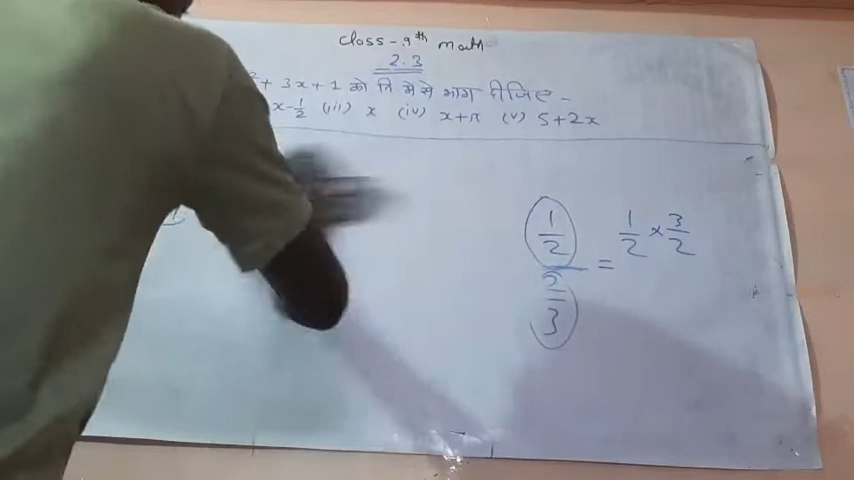 class - 9th math
2.3
² + 3x + 1 को नि मे से भाग दीजिए -
x - 1/2 (iii) x (iv) x + π (v) 5 + 2x
1/2 / 2/3 = 1/2 × 3/2